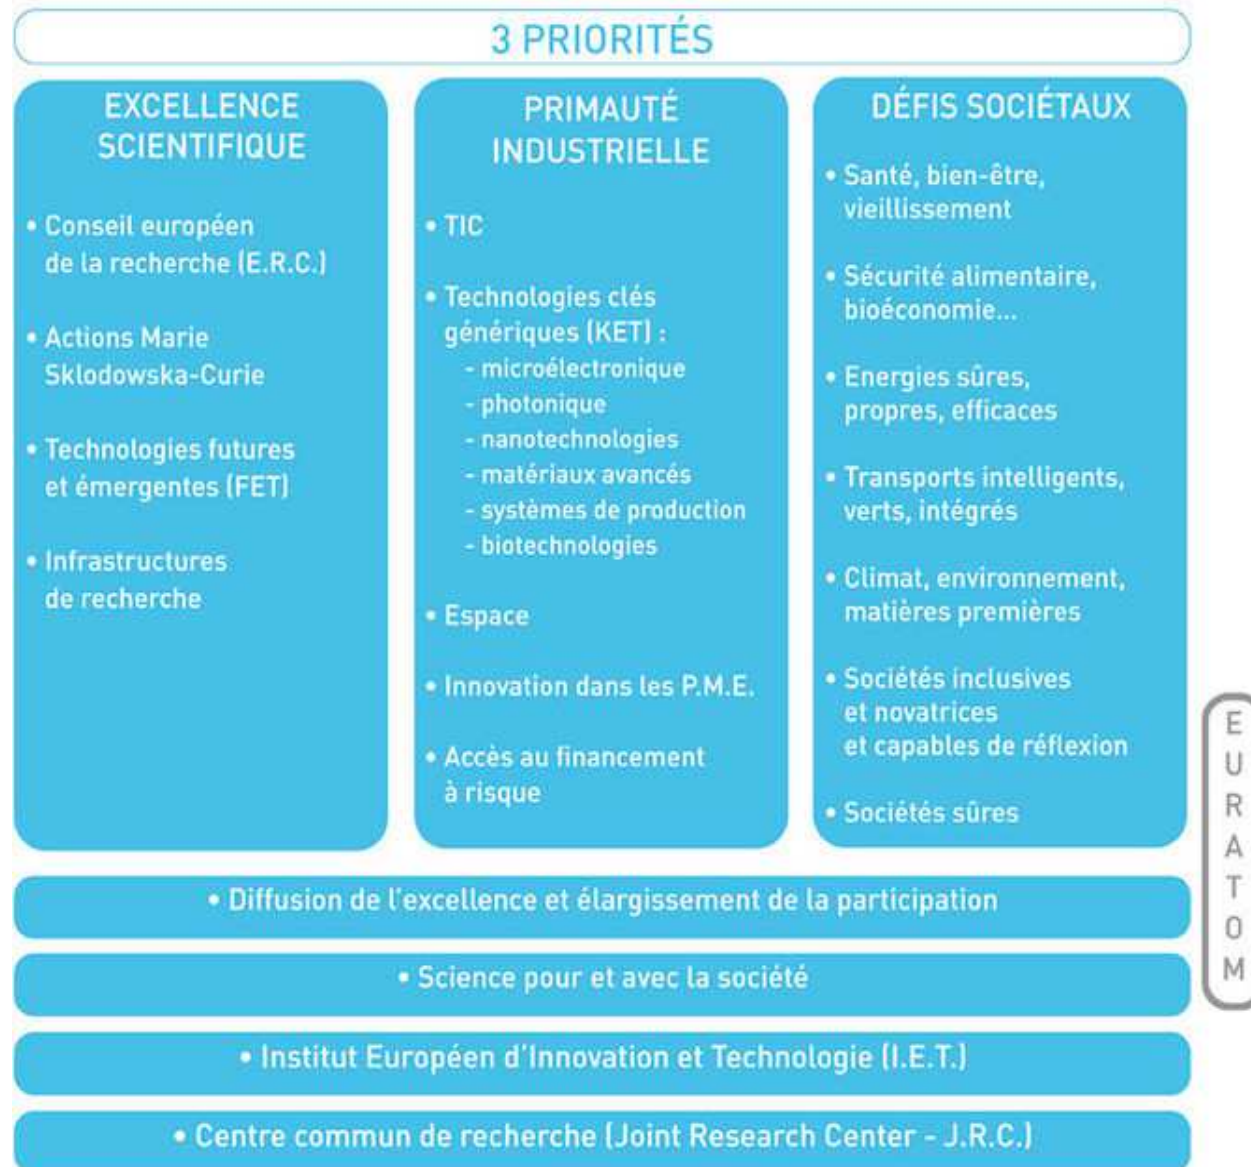 3 PRIORITÉS
EXCELLENCE
SCIENTIFIQUE
• Conseil européen
de la recherche (E.R.C.)
• Actions Marie
Sklodowska-Curie
• Technologies futures
et émergentes (FET)
• Infrastructures
de recherche
PRIMAUTÉ
INDUSTRIELLE
• TIC
• Technologies clés
génériques (KET) :
- microélectronique
- photonique
- nanotechnologies
- matériaux avancés
- systèmes de production
- biotechnologies
• Espace
• Innovation dans les P.M.E.
• Accès au financement
à risque
DÉFIS SOCIÉTAUX
• Santé, bien-être,
vieillissement
• Sécurité alimentaire,
bioéconomie...
• Energies sûres,
propres, efficaces
• Transports intelligents,
verts, intégrés
• Climat, environnement,
matières premières
• Sociétés inclusives
et novatrices
et capables de réflexion
• Sociétés sûres
• Diffusion de l'excellence et élargissement de la participation
• Science pour et avec la société
• Institut Européen d'Innovation et Technologie (I.E.T.)
• Centre commun de recherche (Joint Research Center - J.R.C.)
EURATOM